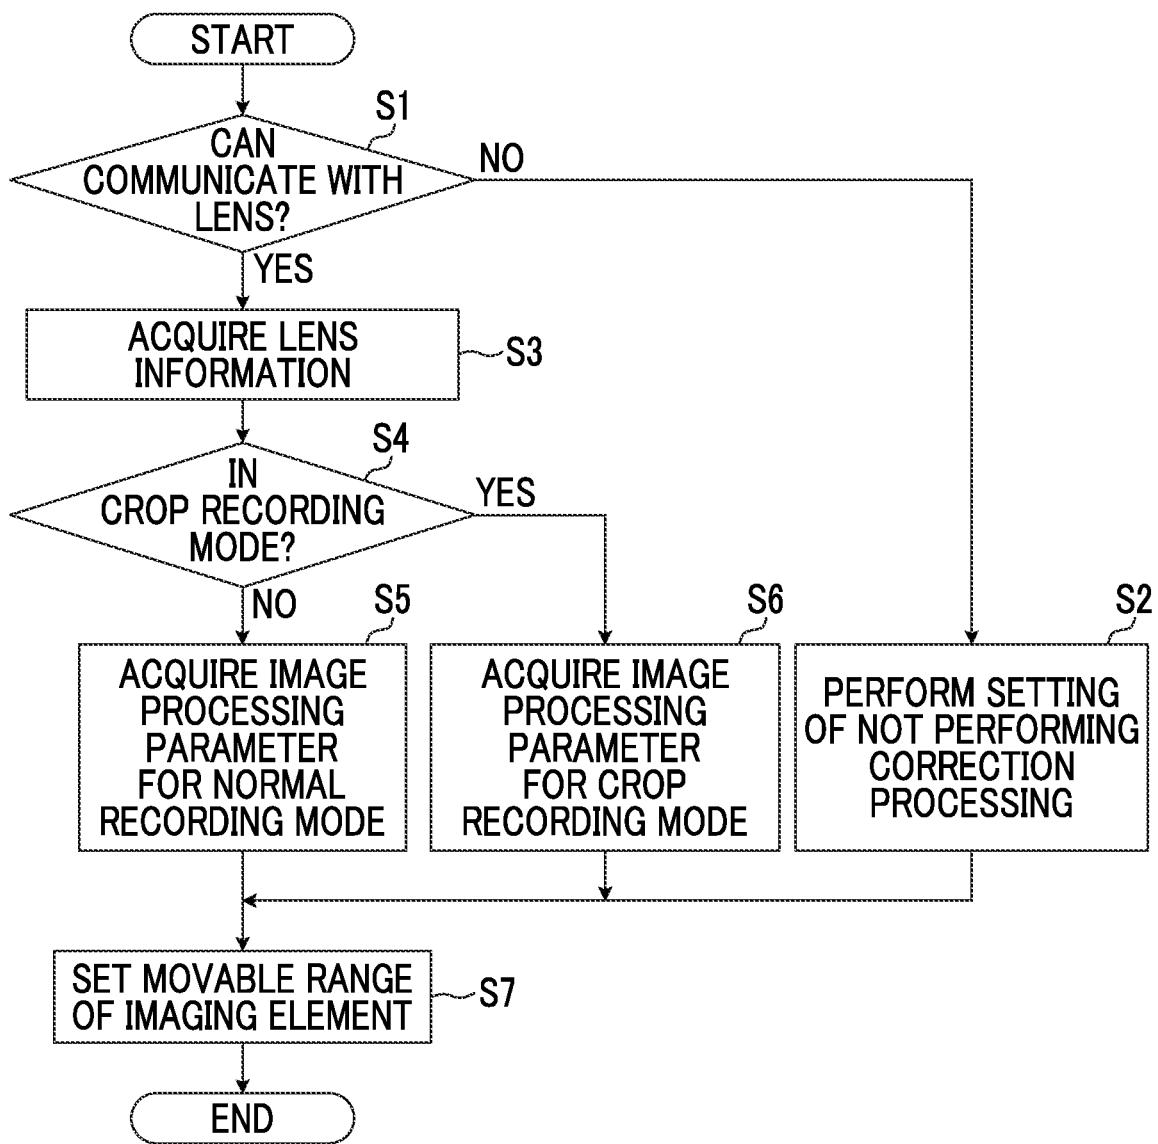 START
S1
CAN
COMMUNICATE WITH
LENS?
NO
YES
ACQUIRE LENS
INFORMATION
S3
S4
IN
CROP RECORDING
MODE?
YES
NO
S5
ACQUIRE IMAGE
PROCESSING
PARAMETER
FOR NORMAL
RECORDING MODE
S6
ACQUIRE IMAGE
PROCESSING
PARAMETER
FOR CROP
RECORDING MODE
S2
PERFORM SETTING
OF NOT PERFORMING
CORRECTION
PROCESSING
SET MOVABLE RANGE
OF IMAGING ELEMENT
S7
END